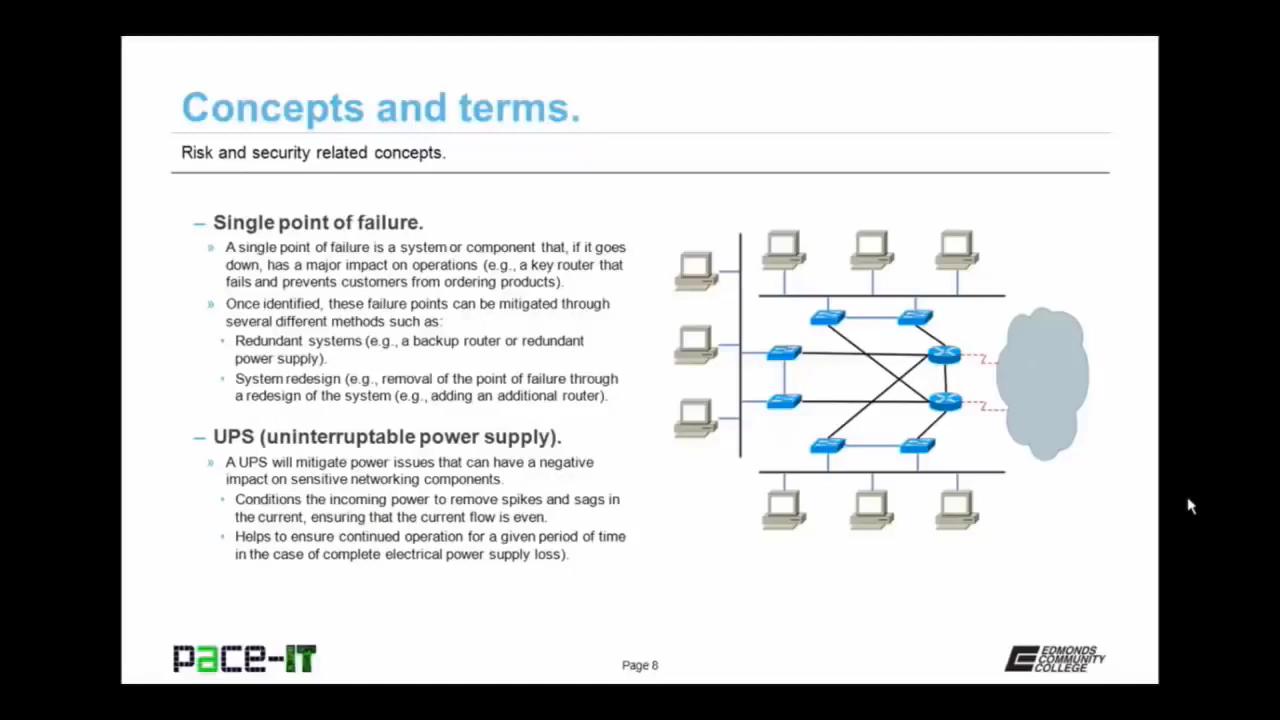 Concepts and terms.
Risk and security related concepts.
– Single point of failure.
» A single point of failure is a system or component that, if it goes
down, has a major impact on operations (e.g., a key router that
fails and prevents customers from ordering products).
» Once identified, these failure points can be mitigated through
several different methods such as:
• Redundant systems (e.g., a backup router or redundant
power supply).
• System redesign (e.g., removal of the point of failure through
a redesign of the system (e.g., adding an additional router).
– UPS (uninterruptable power supply).
» A UPS will mitigate power issues that can have a negative
impact on sensitive networking components.
• Conditions the incoming power to remove spikes and sags in
the current, ensuring that the current flow is even.
• Helps to ensure continued operation for a given period of time
in the case of complete electrical power supply loss).
pace-IT
Page 8
EDMONDS
COMMUNITY
COLLEGE